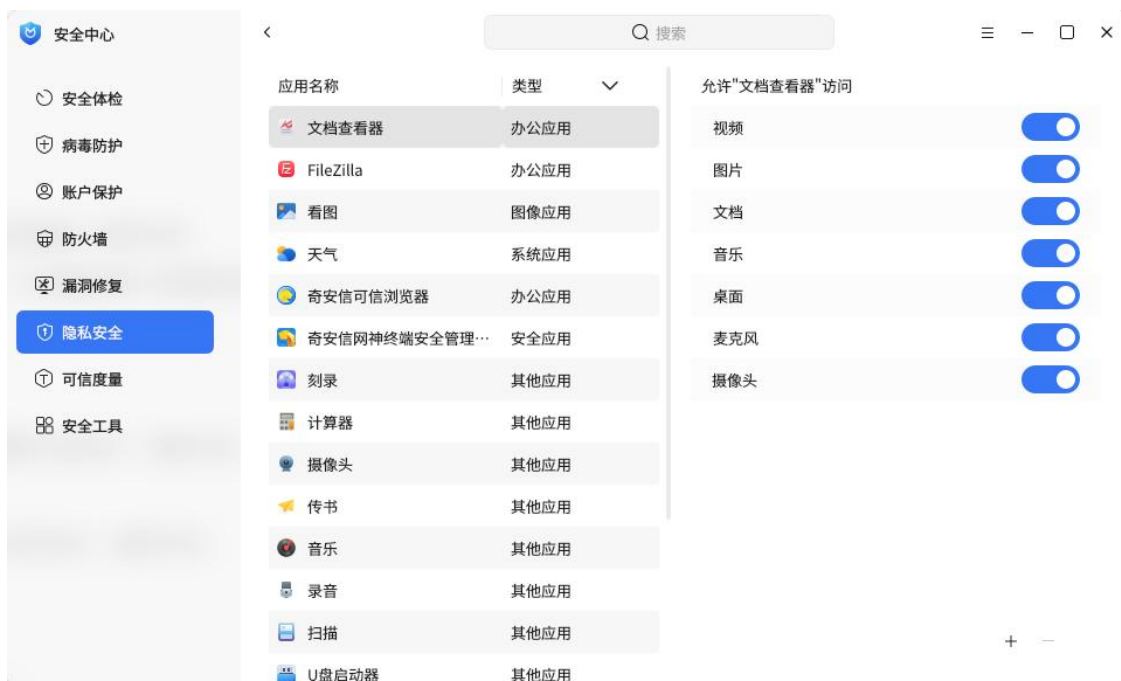 安全中心
搜索
安全体检
病毒防护
账户保护
防火墙
漏洞修复
隐私安全
可信度量
安全工具
应用名称 类型
文档查看器 办公应用
FileZilla 办公应用
看图 图像应用
天气 系统应用
奇安信可信浏览器 办公应用
奇安信网神终端安全管理… 安全应用
刻录 其他应用
计算器 其他应用
摄像头 其他应用
传书 其他应用
音乐 其他应用
录音 其他应用
扫描 其他应用
U盘启动器 其他应用
允许"文档查看器"访问
视频
图片
文档
音乐
桌面
麦克风
摄像头